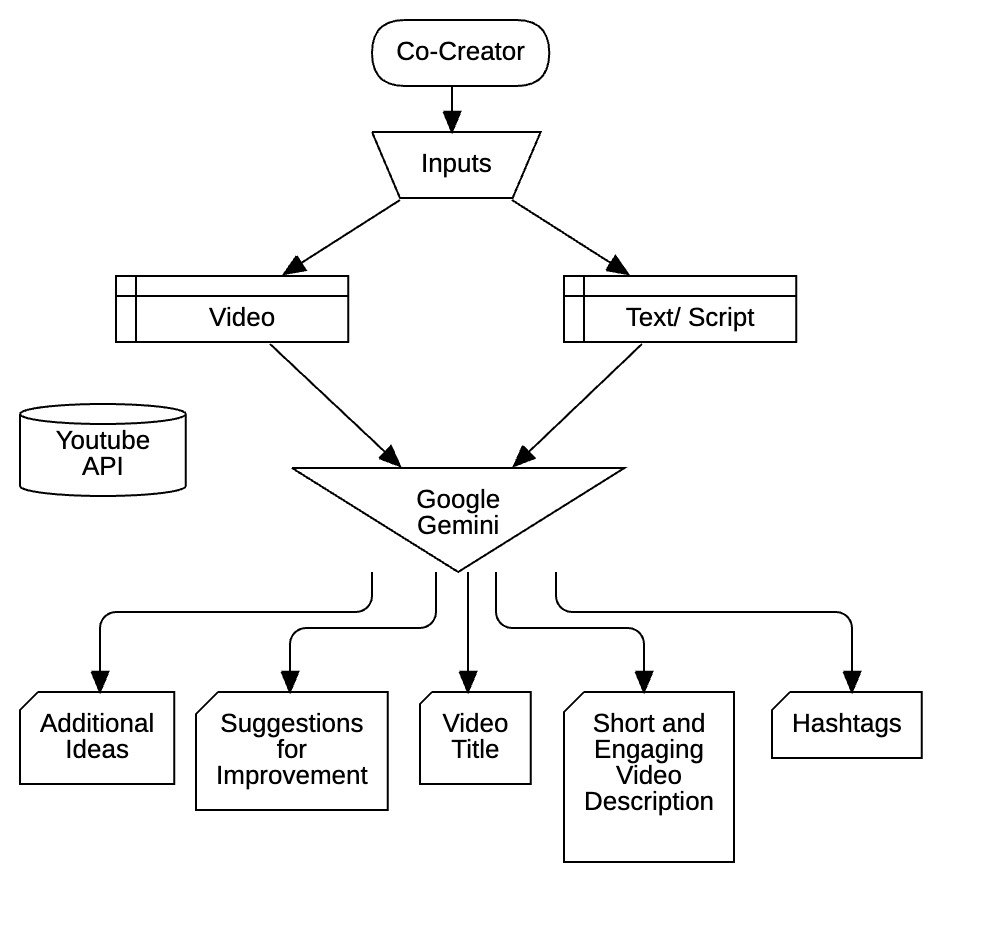 Co-Creator
Inputs
Video
Text/ Script
Youtube
API
Google
Gemini
Additional
Ideas
Suggestions
for
Improvement
Video
Title
Short and
Engaging
Video
Description
Hashtags